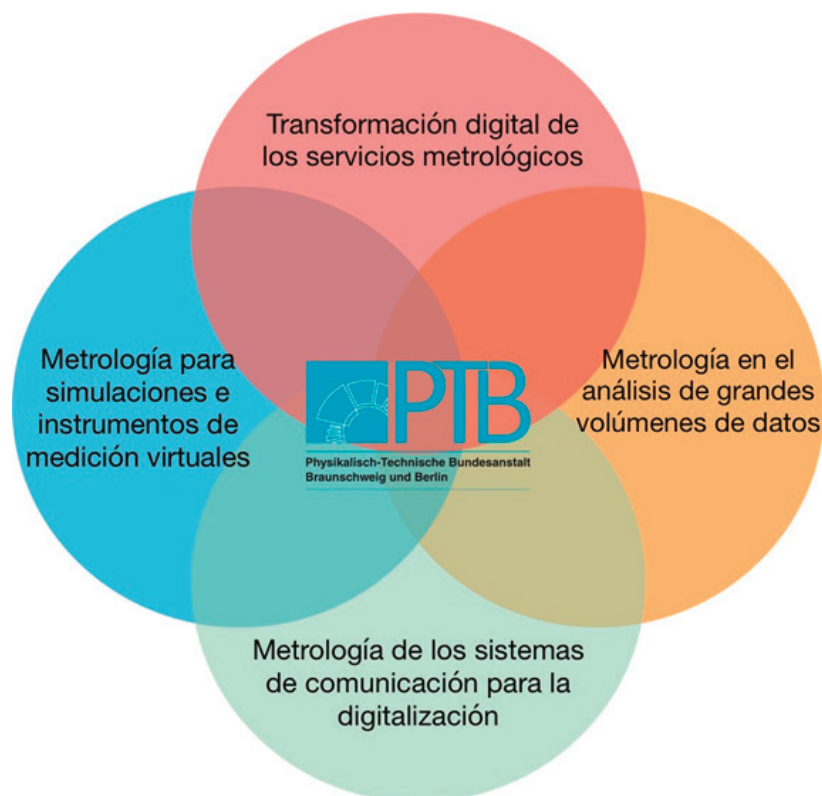 Transformación digital de
los servicios metrológicos
Metrología para
simulaciones e
instrumentos de
medición virtuales
PTB
Physikalisch-Technische Bundesanstalt
Braunschweig und Berlin
Metrología en el
análisis de grandes
volúmenes de datos
Metrología de los sistemas
de comunicación para la
digitalización